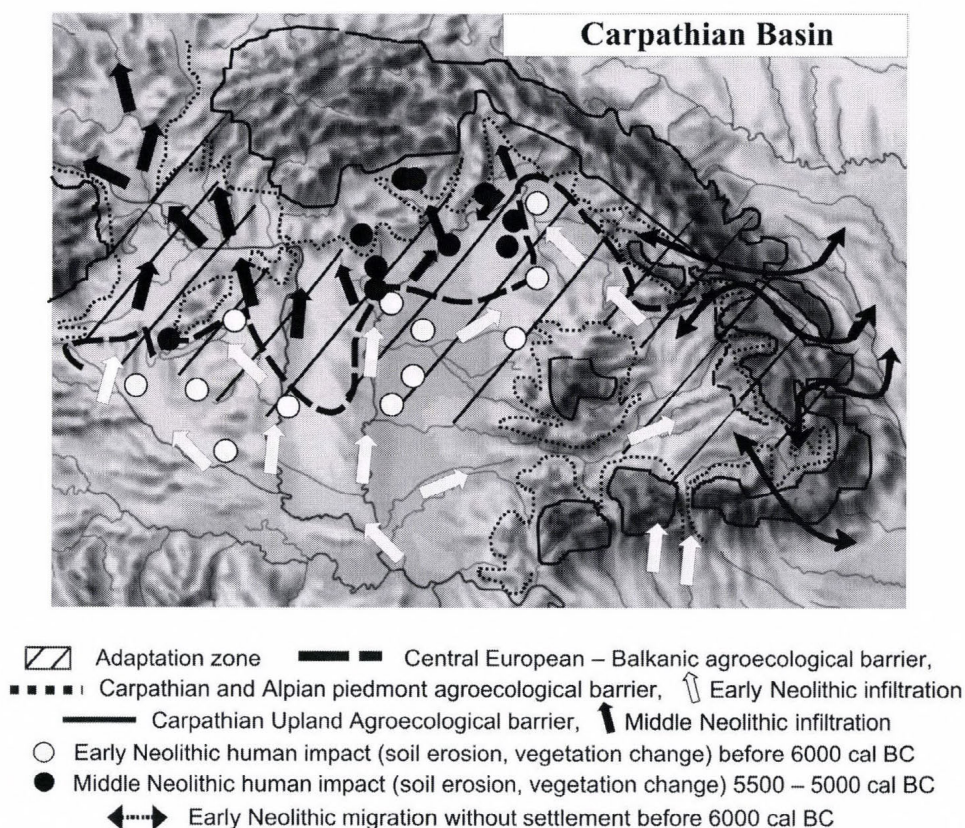 Carpathian Basin
Adaptation zone Central European – Balkanic agroecological barrier,
Carpathian and Alpian piedmont agroecological barrier, Early Neolithic infiltration
Carpathian Upland Agroecological barrier, Middle Neolithic infiltration
Early Neolithic human impact (soil erosion, vegetation change) before 6000 cal BC
Middle Neolithic human impact (soil erosion, vegetation change) 5500 – 5000 cal BC
Early Neolithic migration without settlement before 6000 cal BC